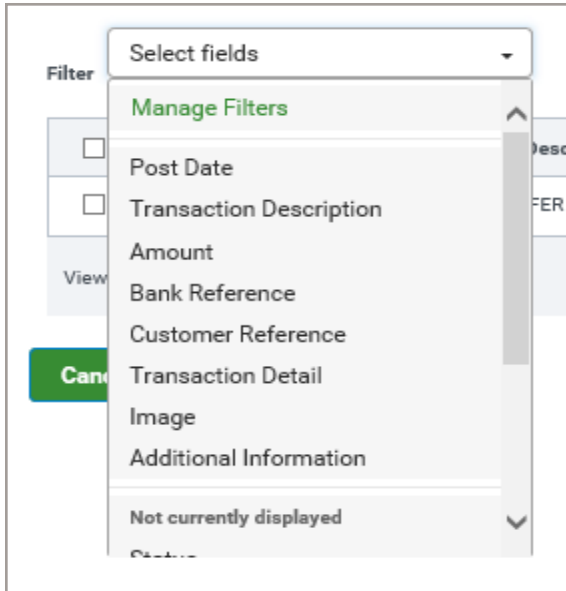 Select fields
Filter
Manage Filters
Post Date
Transaction Description
Amount
Bank Reference
Customer Reference
Transaction Detail
Image
Additional Information
Not currently displayed
View